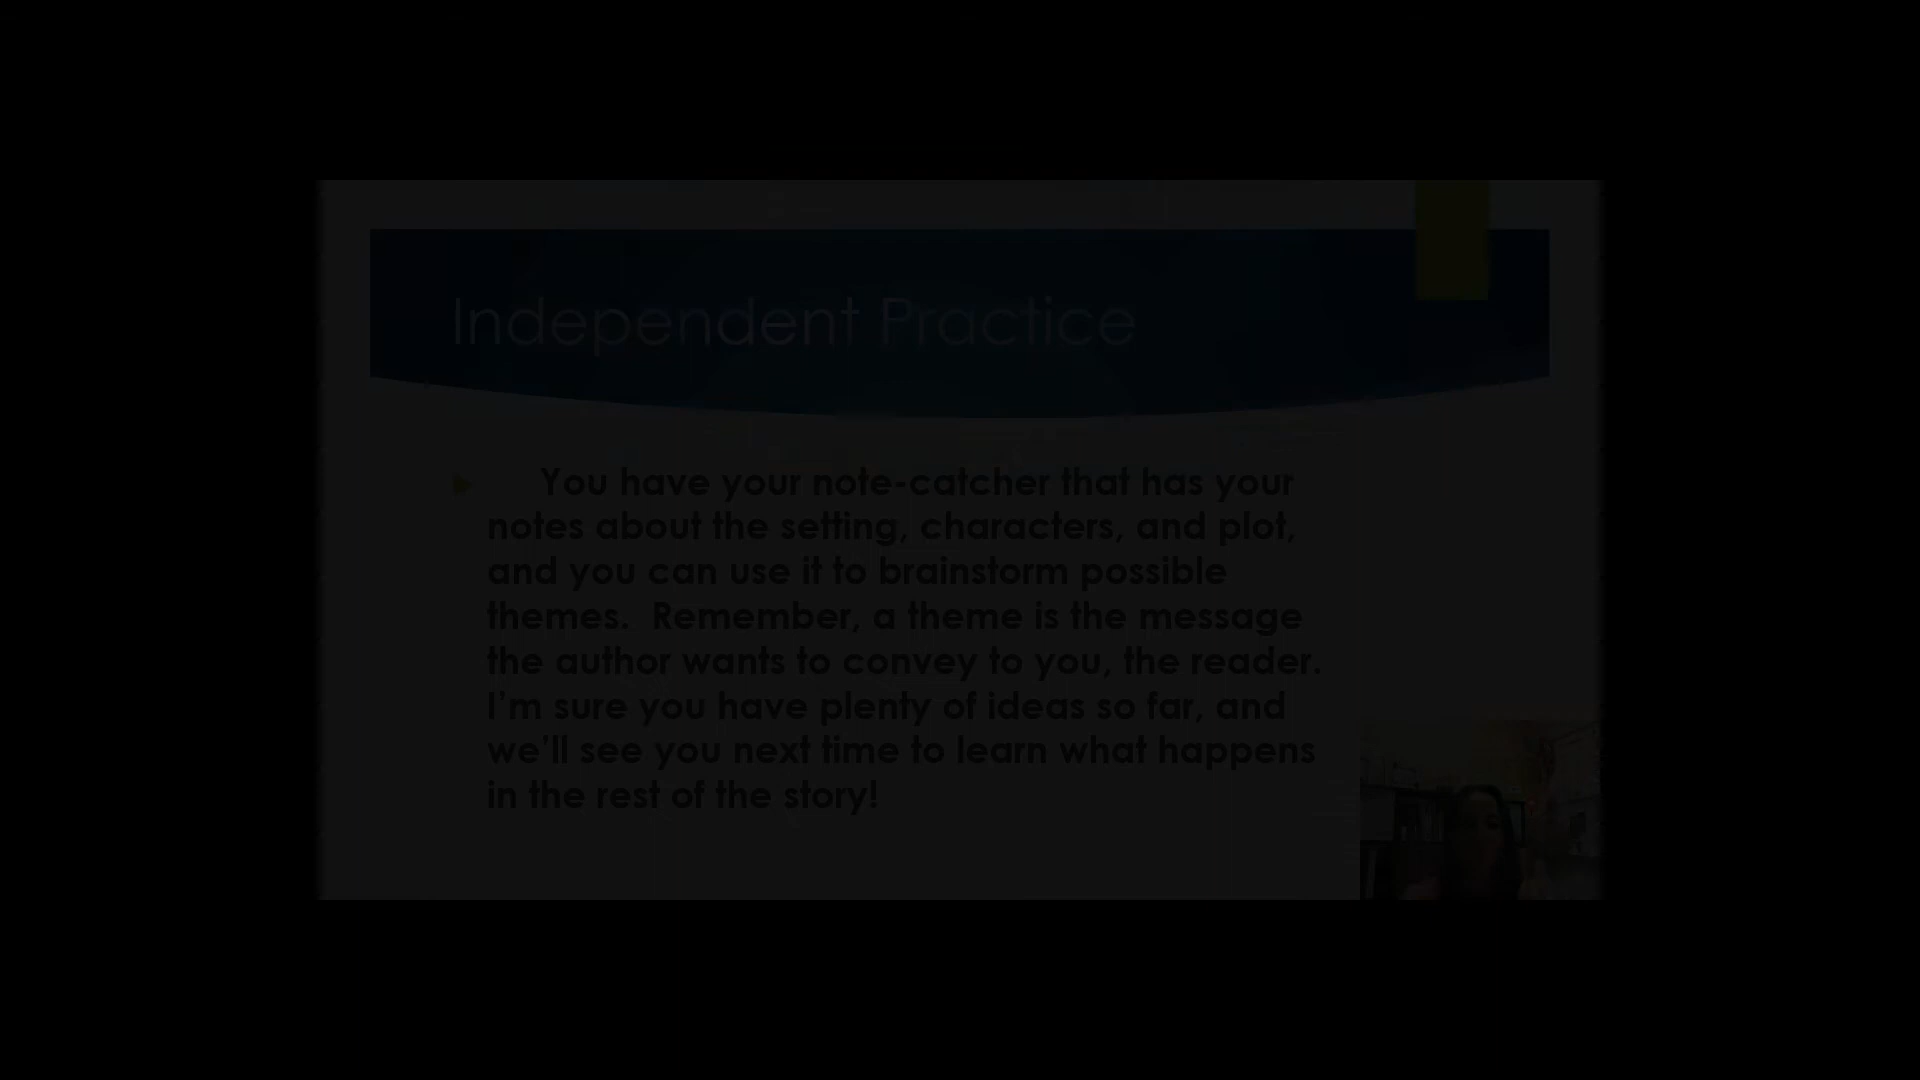 Independent Practice
You have your note-catcher that has your
notes about the setting, characters, and plot,
and you can use it to brainstorm possible
themes.  Remember, a theme is the message
the author wants to convey to you, the reader.
I'm sure you have plenty of ideas so far, and
we'll see you next time to learn what happens
in the rest of the story!